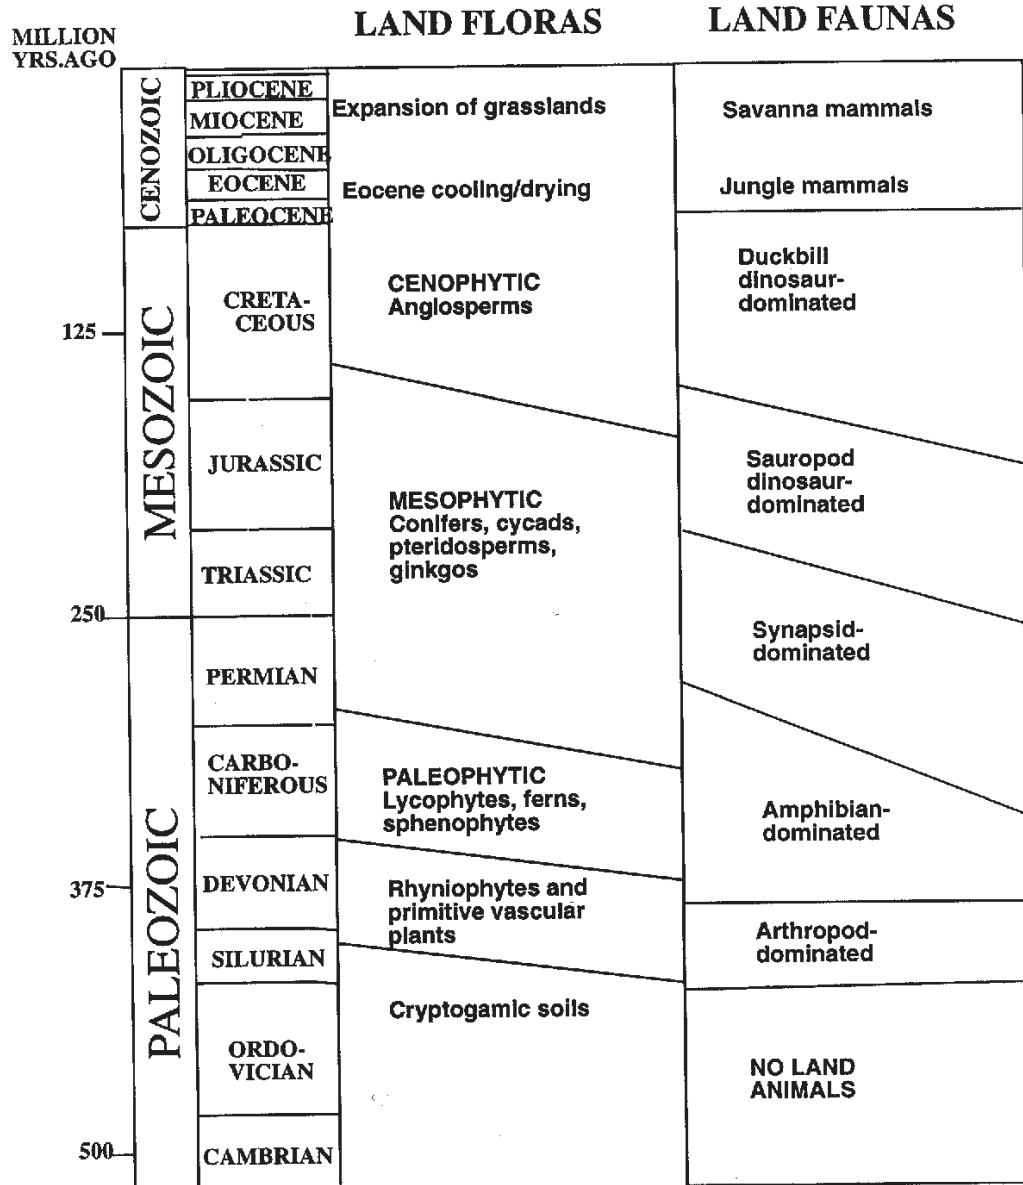 LAND FLORAS
LAND FAUNAS
MILLION
YRS.AGO
CENOZOIC
PLIOCENE
MIOCENE
OLIGOCENE
EOCENE
PALEOCENE
Expansion of grasslands
Savanna mammals
Eocene cooling/drying
Jungle mammals
MESOZOIC
125
CRETA-
CEOUS
CENOPHYTIC
Angiosperms
Duckbill
dinosaur-
dominated
JURASSIC
MESOPHYTIC
Conifers, cycads,
pteridosperms,
ginkgos
Sauropod
dinosaur-
dominated
TRIASSIC
250
Synapsid-
dominated
PALEOZOIC
PERMIAN
CARBO-
NIFEROUS
PALEOPHYTIC
Lycophytes, ferns,
sphenophytes
Amphibian-
dominated
375
DEVONIAN
Rhyniophytes and
primitive vascular
plants
Arthropod-
dominated
SILURIAN
Cryptogamic soils
ORDO-
VICIAN
NO LAND
ANIMALS
500
CAMBRIAN